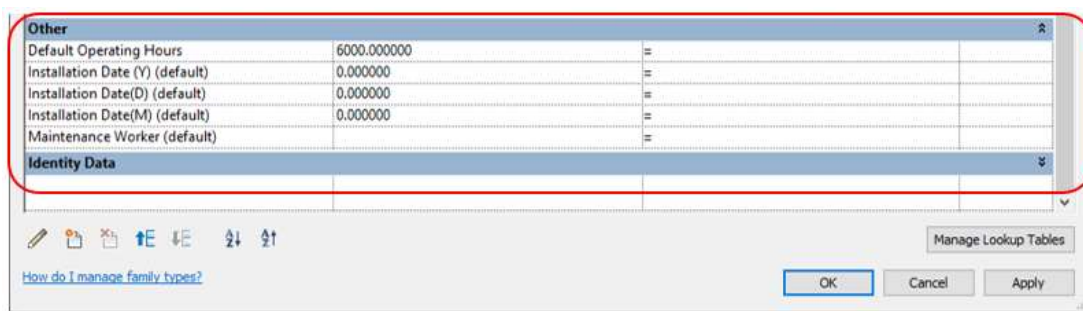 Other
Default Operating Hours 6000.000000 =
Installation Date (Y) (default) 0.000000 =
Installation Date(D) (default) 0.000000 =
Installation Date(M) (default) 0.000000 =
Maintenance Worker (default) =
Identity Data
Manage Lookup Tables
How do I manage family types?
OK Cancel Apply